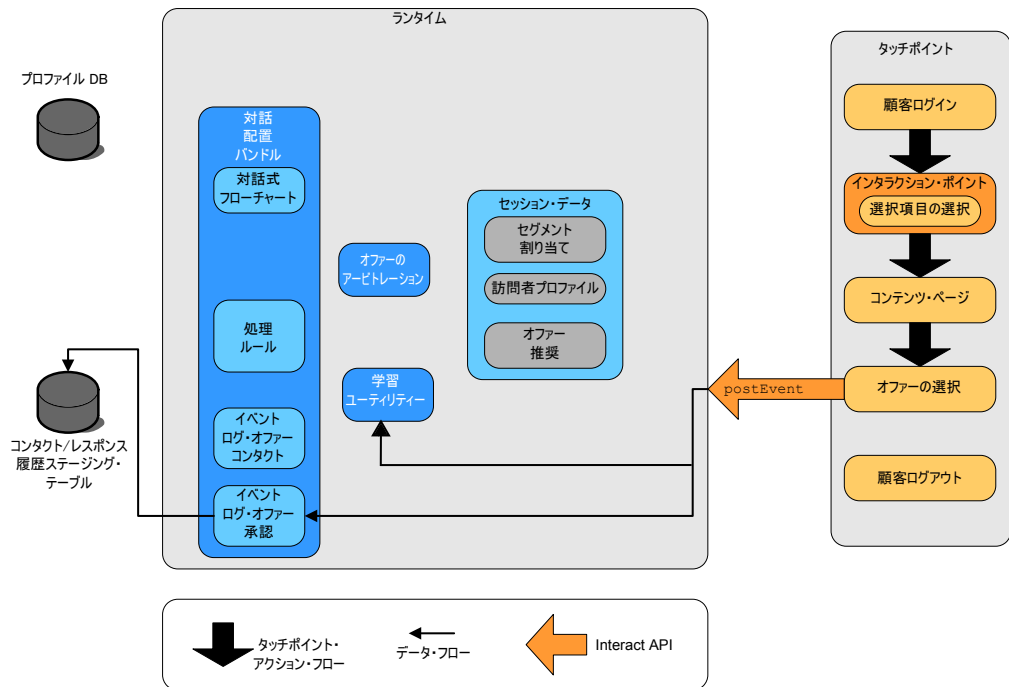 ランタイム
プロファイル DB
対話
配置
バンドル
対話式
フローチャート
オファーの
アービトレーション
処理
ルール
学習
ユーティリティー
イベント
ログ・オファー
コンタクト
イベント
ログ・オファー
承認
コンタクト/レスポンス
履歴ステージング・
テーブル
セッション・データ
セグメント
割り当て
訪問者プロファイル
オファー
推奨
タッチポイント
顧客ログイン
インタラクション・ポイント
選択項目の選択
コンテンツ・ページ
postEvent
オファーの選択
顧客ログアウト
タッチポイント・
アクション・フロー
データ・フロー
Interact API